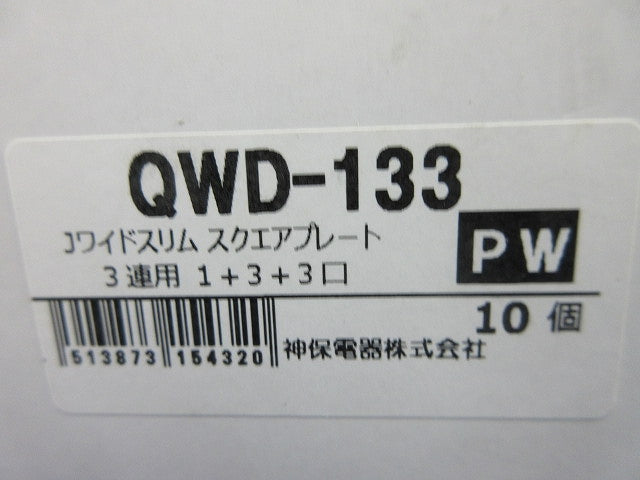 QWD-133
Jワイドスリム スクエアプレート
3連用 1+3+3口
PW
10 個
513873 154320
神保電器株式会社